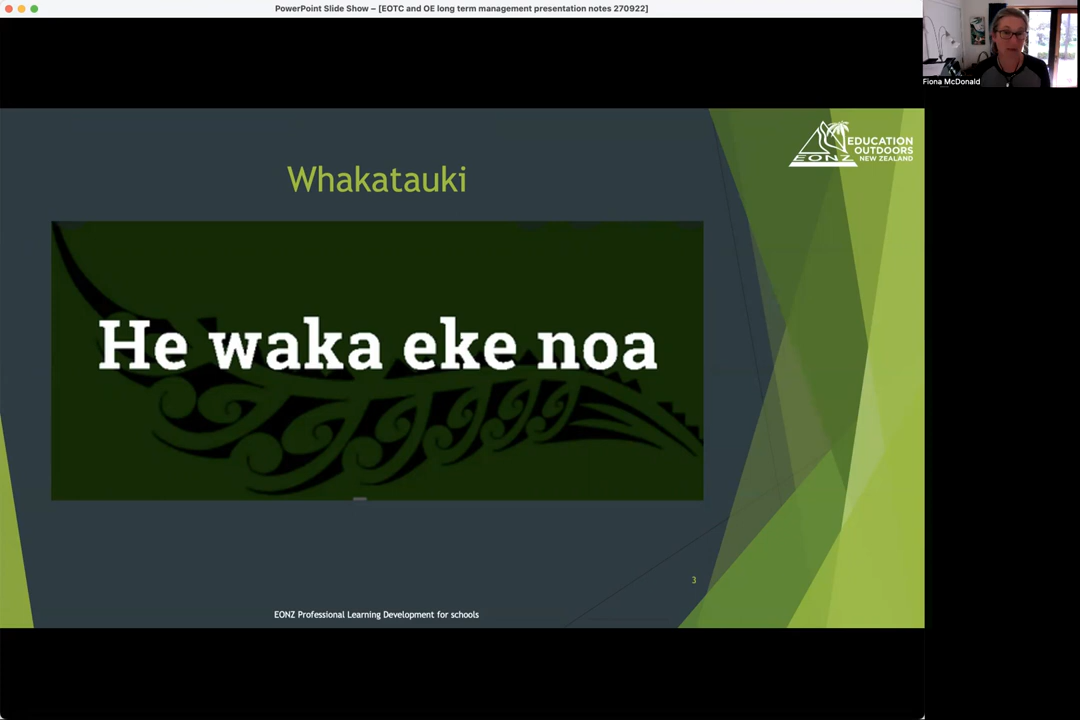 PowerPoint Slide Show – [EOTC and OE long term management presentation notes 270922]
Fiona McDonald
EONZ
EDUCATION
OUTDOORS
NEW ZEALAND
Whakatauki
He waka eke noa
3
EONZ Professional Learning Development for schools